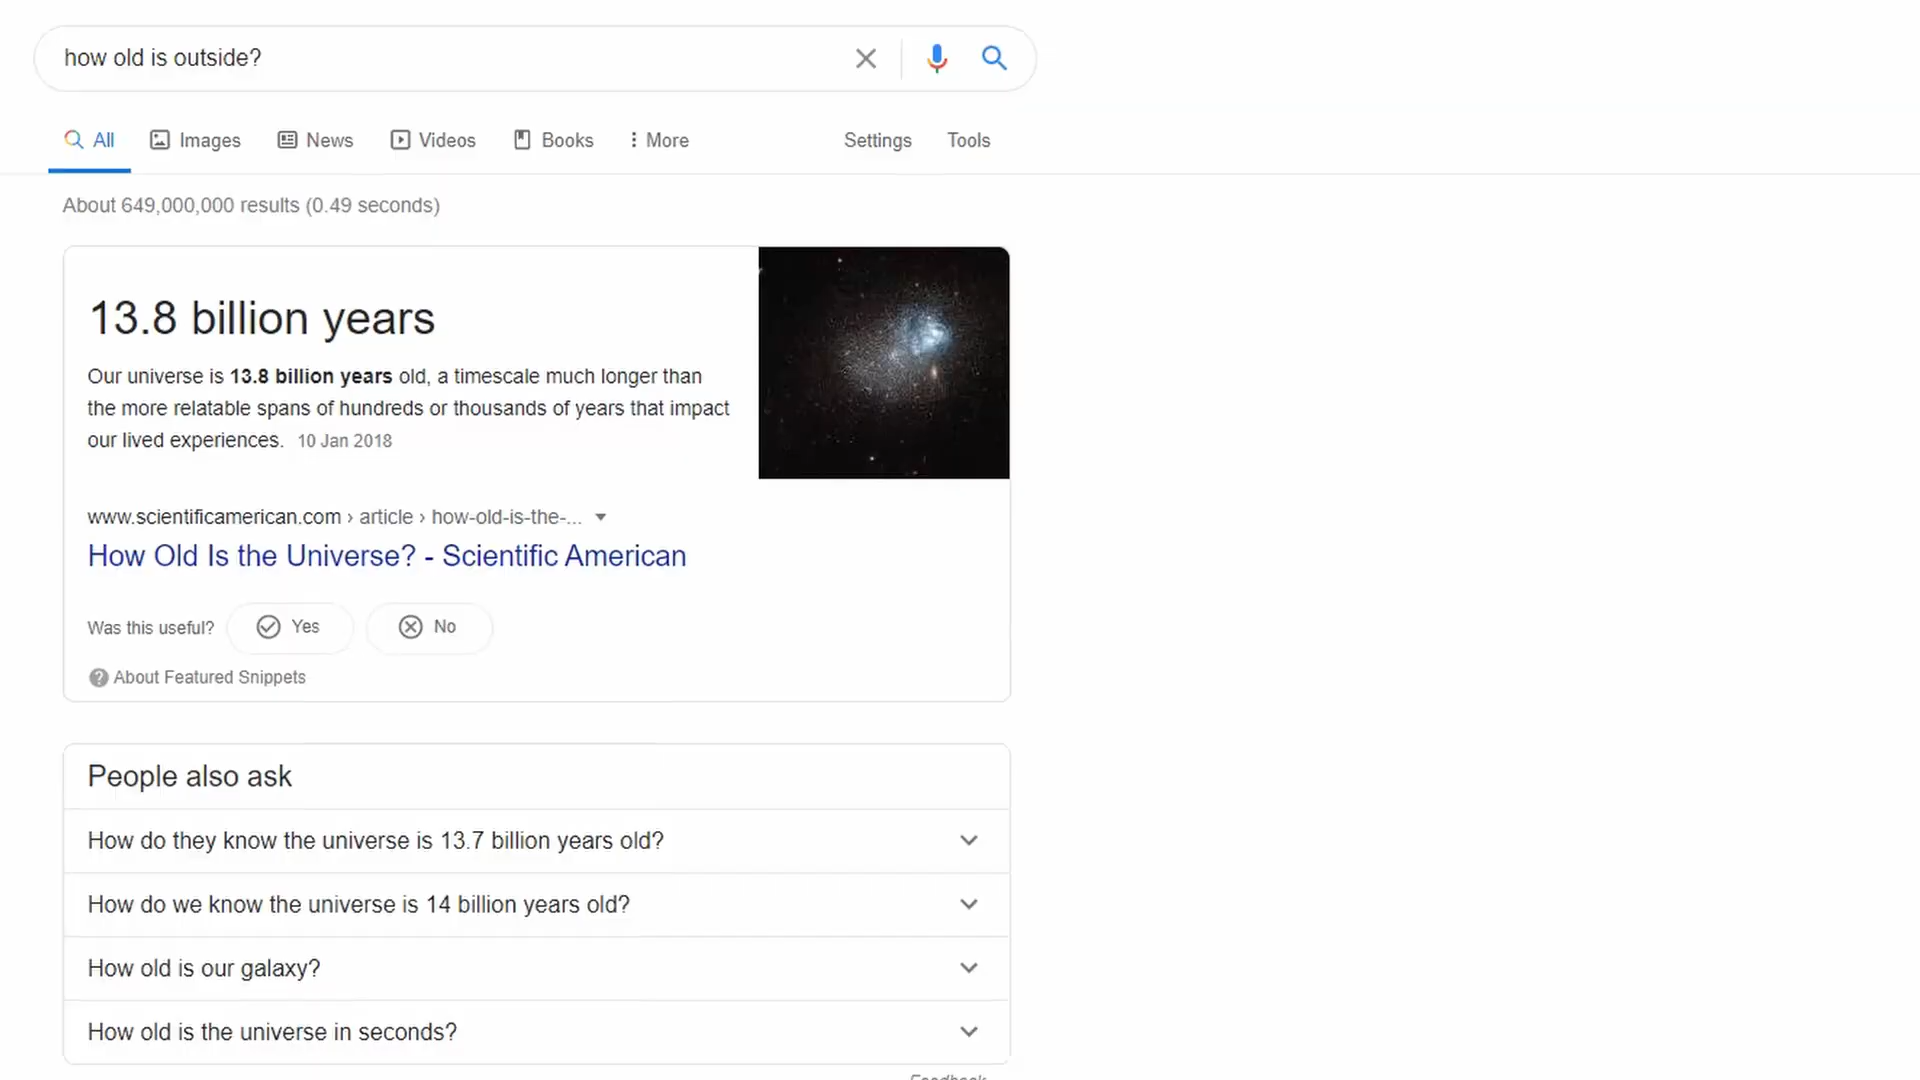 how old is outside?
All Images News Videos Books More Settings Tools
About 649,000,000 results (0.49 seconds)
13.8 billion years
Our universe is 13.8 billion years old, a timescale much longer than
the more relatable spans of hundreds or thousands of years that impact
our lived experiences. 10 Jan 2018
www.scientificamerican.com › article › how-old-is-the-...
How Old Is the Universe? - Scientific American
Was this useful? Yes No
About Featured Snippets
People also ask
How do they know the universe is 13.7 billion years old?
How do we know the universe is 14 billion years old?
How old is our galaxy?
How old is the universe in seconds?
Feedback